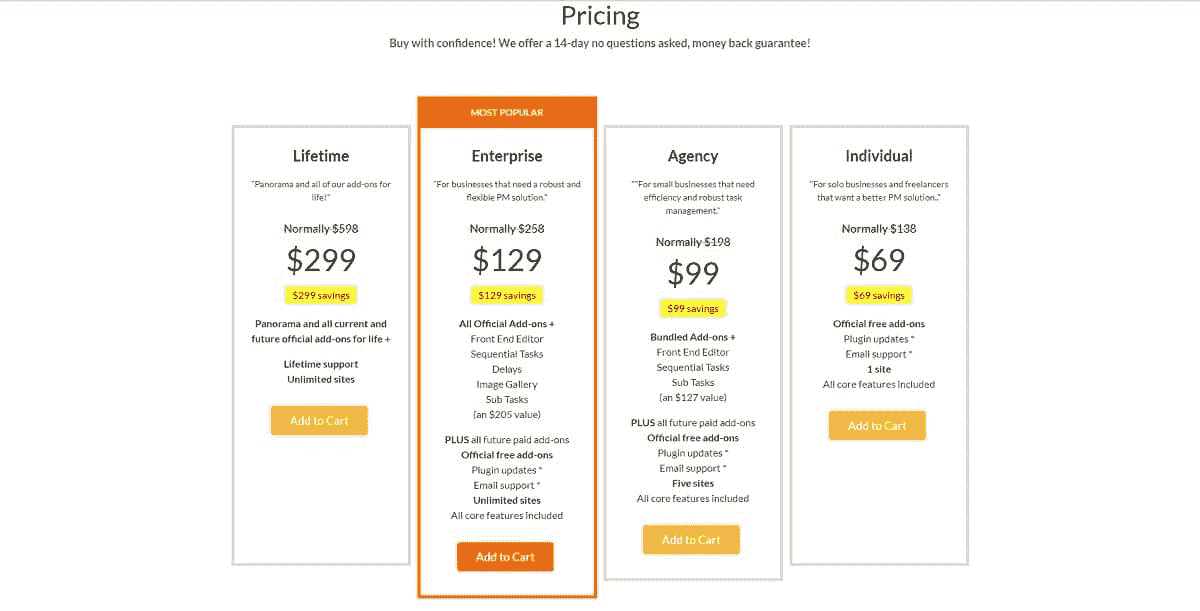 Pricing
Buy with confidence! We offer a 14-day no questions asked, money back guarantee!
Lifetime
"Panorama and all of our add-ons for
life!"
Normally $598
$299
$299 savings
Panorama and all current and
future official add-ons for life +
Lifetime support
Unlimited sites
Add to Cart
MOST POPULAR
Enterprise
"For businesses that need a robust and
flexible PM solution."
Normally $258
$129
$129 savings
All Official Add-ons +
Front End Editor
Sequential Tasks
Delays
Image Gallery
Sub Tasks
(an $205 value)
PLUS all future paid add-ons
Official free add-ons
Plugin updates *
Email support *
Unlimited sites
All core features included
Add to Cart
Agency
""For small businesses that need
efficiency and robust task
management."
Normally $198
$99
$99 savings
Bundled Add-ons +
Front End Editor
Sequential Tasks
Sub Tasks
(an $127 value)
PLUS all future paid add-ons
Official free add-ons
Plugin updates *
Email support *
Five sites
All core features included
Add to Cart
Individual
"For solo businesses and freelancers
that want a better PM solution.."
Normally $138
$69
$69 savings
Official free add-ons
Plugin updates *
Email support *
1 site
All core features included
Add to Cart